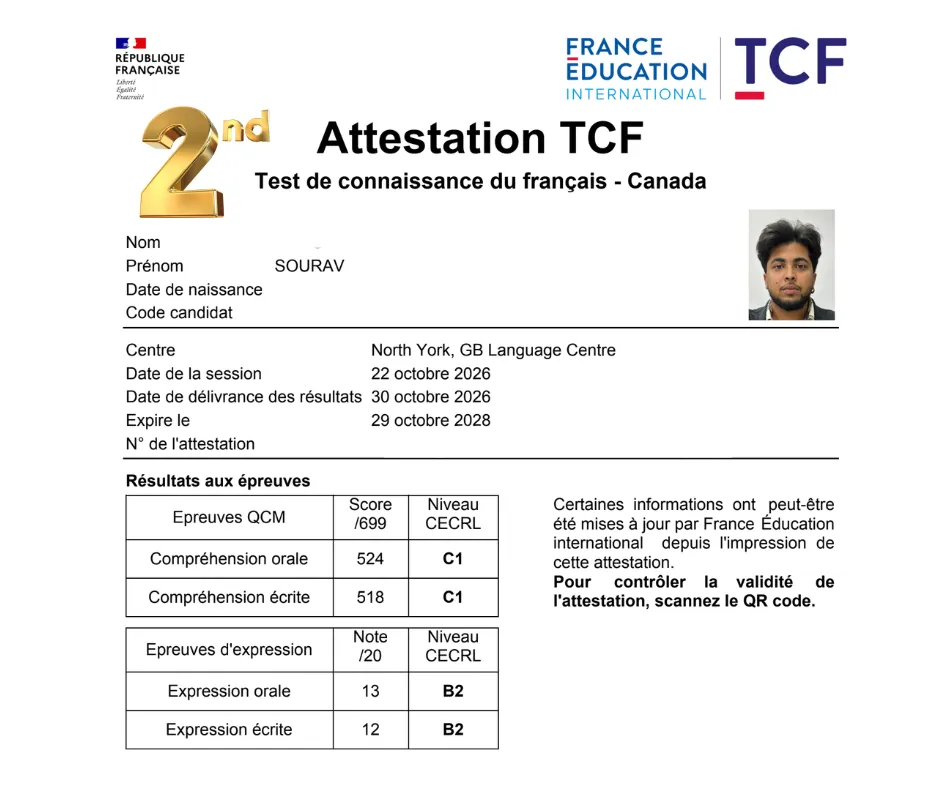 RÉPUBLIQUE
FRANÇAISE
Liberté
Égalité
Fraternité
FRANCE
ÉDUCATION
INTERNATIONAL
TCF
2nd
Attestation TCF
Test de connaissance du français - Canada
Nom
Prénom SOURAV
Date de naissance
Code candidat
Centre North York, GB Language Centre
Date de la session 22 octobre 2026
Date de délivrance des résultats 30 octobre 2026
Expire le 29 octobre 2028
N° de l'attestation
Résultats aux épreuves
Epreuves QCM Score /699 Niveau CECRL
Compréhension orale 524 C1
Compréhension écrite 518 C1
Epreuves d'expression Note /20 Niveau CECRL
Expression orale 13 B2
Expression écrite 12 B2
Certaines informations ont peut-être
été mises à jour par France Éducation
international depuis l'impression de
cette attestation.
Pour contrôler la validité de
l'attestation, scannez le QR code.